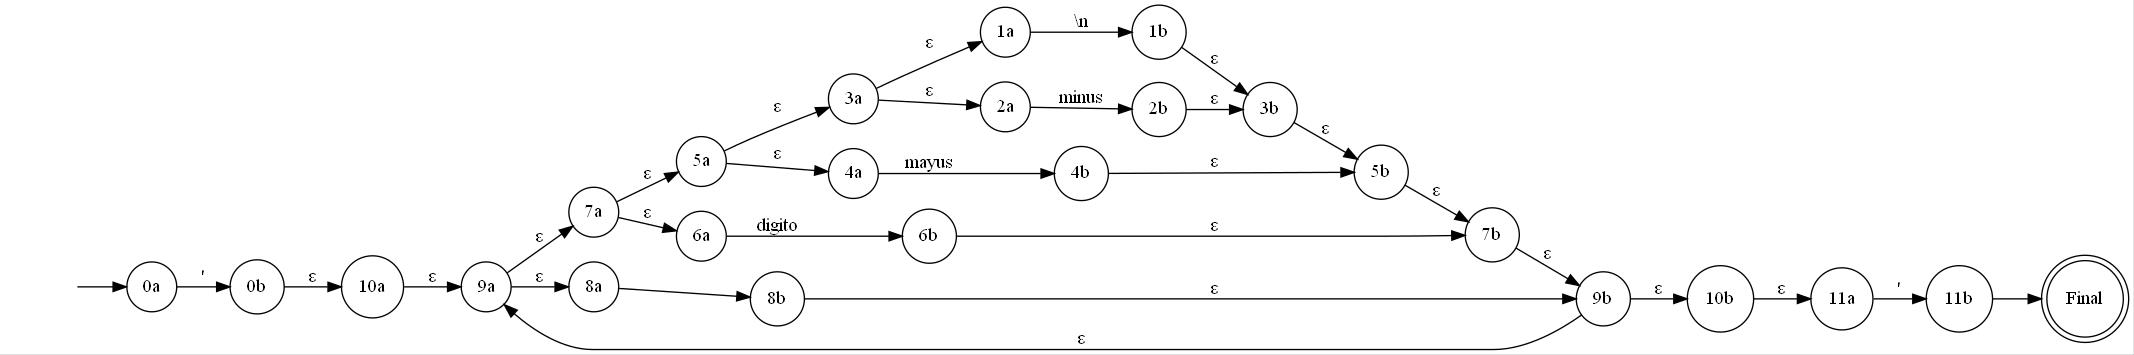 ε
1a
\n
1b
ε
3a
ε
2a
minus
2b
ε
3b
ε
5a
ε
4a
mayus
4b
ε
5b
ε
7a
ε
6a
digito
6b
ε
7b
ε
0a
'
0b
ε
10a
ε
9a
ε
ε
8a
8b
ε
ε
9b
ε
10b
ε
11a
'
11b
Final
ε